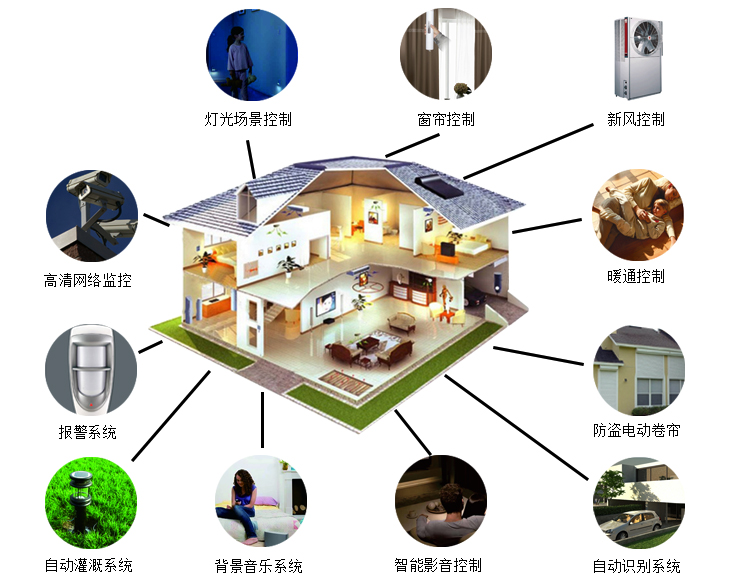 灯光场景控制
窗帘控制
新风控制
高清网络监控
暖通控制
报警系统
防盗电动卷帘
自动灌溉系统
背景音乐系统
智能影音控制
自动识别系统